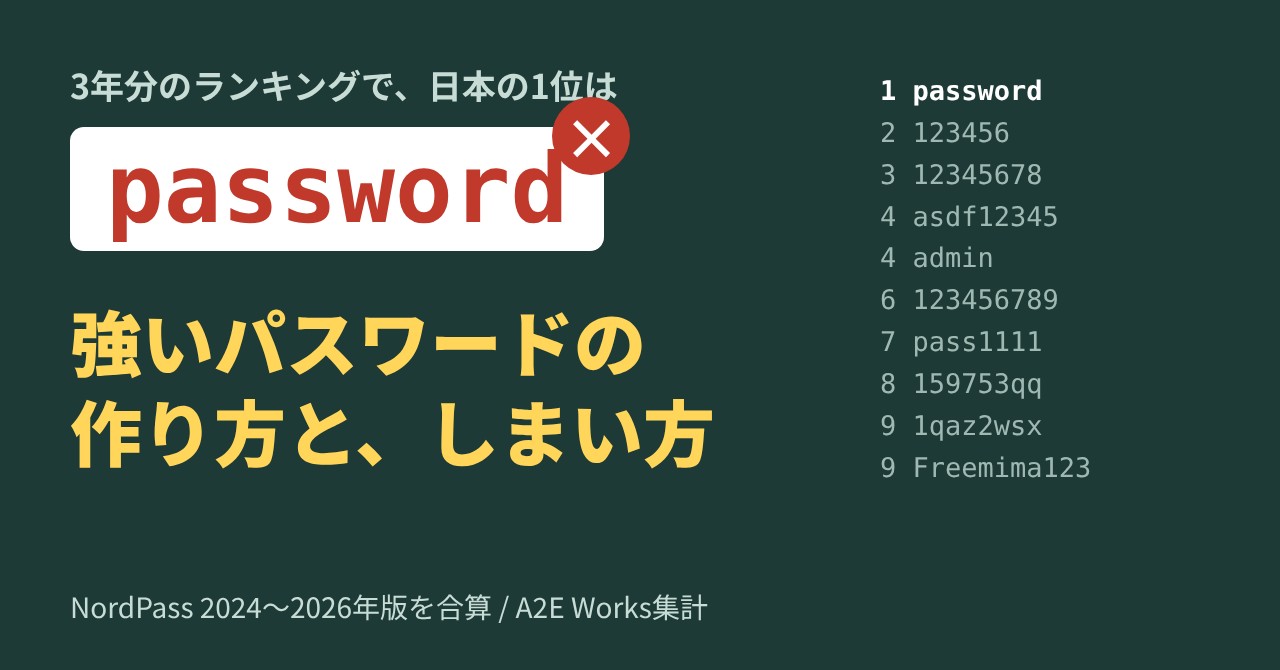 3年分のランキングで、日本の1位は
password
×
強いパスワードの
作り方と、しまい方
NordPass 2024〜2026年版を合算 / A2E Works集計
1 password
2 123456
3 12345678
4 asdf12345
4 admin
6 123456789
7 pass1111
8 159753qq
9 1qaz2wsx
9 Freemima123